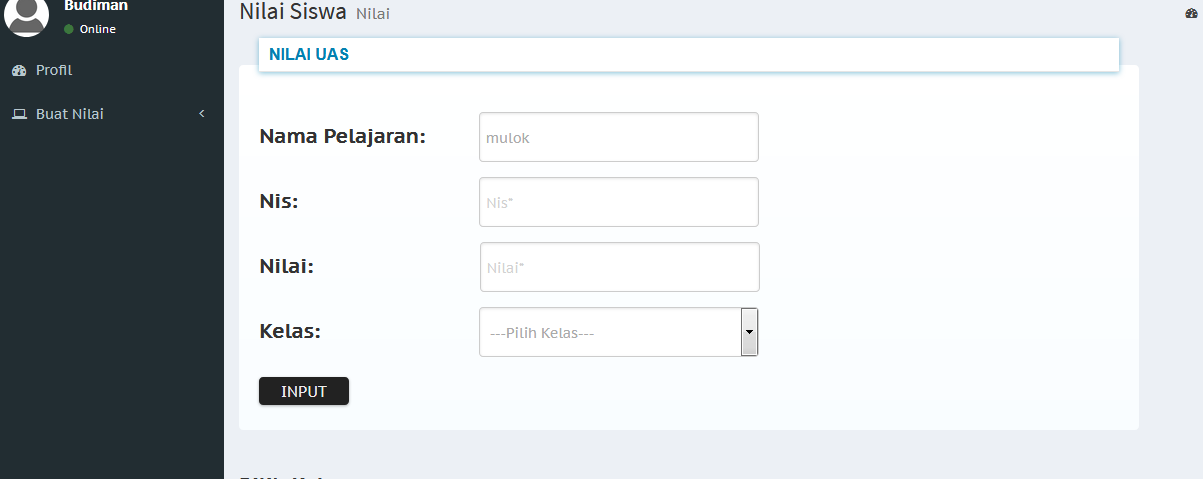 Budiman
Online
Profil
Buat Nilai
Nilai Siswa Nilai
NILAI UAS
Nama Pelajaran:
mulok
Nis:
Nis*
Nilai:
Nilai*
Kelas:
---Pilih Kelas---
INPUT